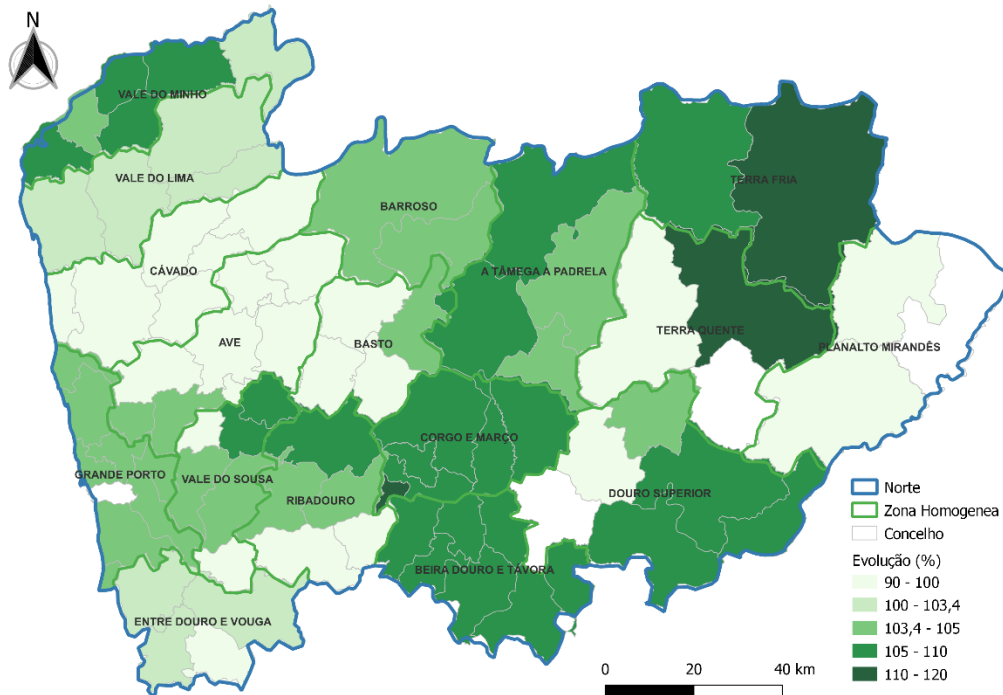 N
VALE DO MINHO
VALE DO LIMA
BARROSO
TERRA FRIA
CÁVADO
A TÂMEGA A PADRELA
AVE
BASTO
TERRA QUENTE
PLANALTO MIRANDÊS
CORGO E MARÇO
GRANDE PORTO
VALE DO SOUSA
RIBADOURO
DOURO SUPERIOR
BEIRA DOURO E TÁVORA
ENTRE DOURO E VOUGA
Norte
Zona Homogenea
Concelho
Evolução (%)
90 - 100
100 - 103,4
103,4 - 105
105 - 110
110 - 120
0 20 40 km